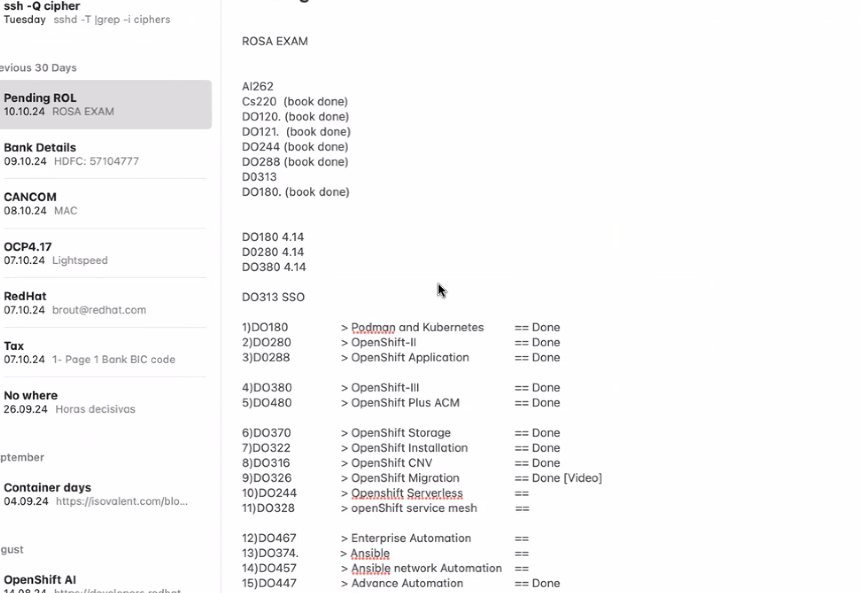 ssh -Q cipher
Tuesday sshd -T |grep -i ciphers
evious 30 Days
Pending ROL
10.10.24 ROSA EXAM
Bank Details
09.10.24 HDFC: 57104777
CANCOM
08.10.24 MAC
OCP4.17
07.10.24 Lightspeed
RedHat
07.10.24 brout@redhat.com
Tax
07.10.24 1- Page 1 Bank BIC code
No where
26.09.24 Horas decisivas
ptember
Container days
04.09.24 https://isovalent.com/blo...
gust
OpenShift AI
14.08.24 https://developers.redhat
ROSA EXAM
AI262
Cs220 (book done)
DO120. (book done)
DO121. (book done)
DO244 (book done)
DO288 (book done)
D0313
DO180. (book done)
DO180 4.14
D0280 4.14
DO380 4.14
DO313 SSO
1)DO180 > Podman and Kubernetes == Done
2)DO280 > OpenShift-II == Done
3)D0288 > OpenShift Application == Done
4)DO380 > OpenShift-III == Done
5)DO480 > OpenShift Plus ACM == Done
6)DO370 > OpenShift Storage == Done
7)DO322 > OpenShift Installation == Done
8)DO316 > OpenShift CNV == Done
9)DO326 > OpenShift Migration == Done [Video]
10)DO244 > Openshift Serverless ==
11)DO328 > openShift service mesh ==
12)DO467 > Enterprise Automation ==
13)DO374. > Ansible ==
14)DO457 > Ansible network Automation ==
15)DO447 > Advance Automation == Done